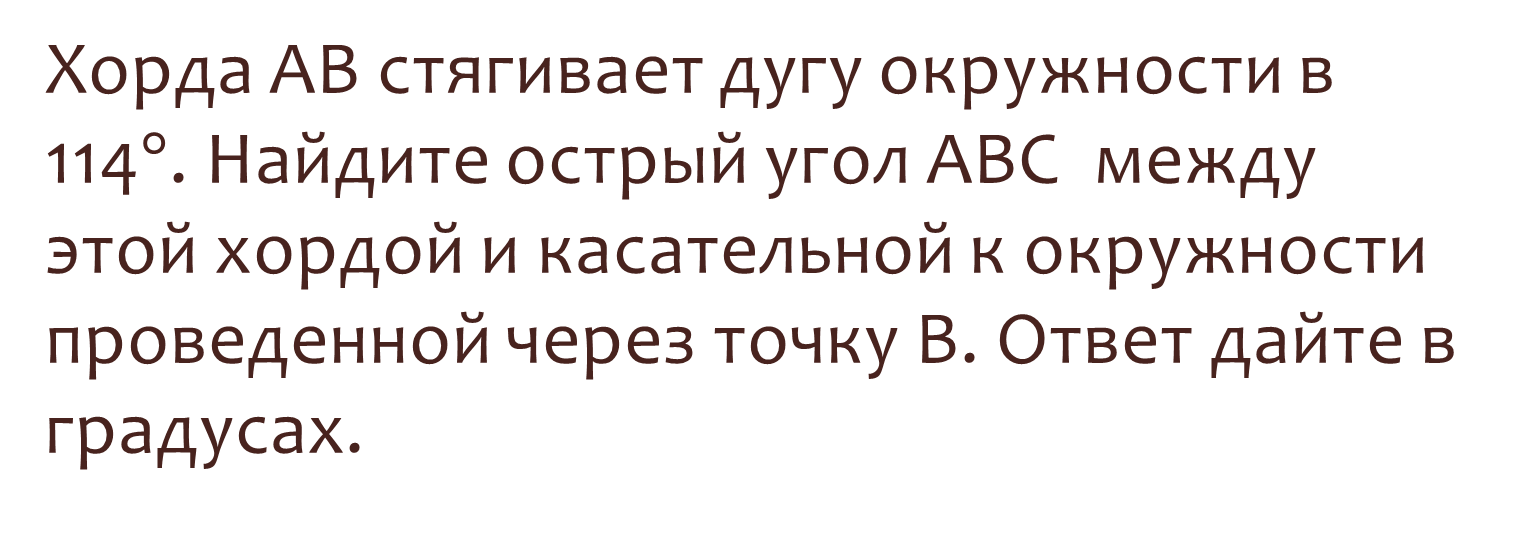 Хорда АВ стягивает дугу окружности в
114°. Найдите острый угол АВС между
этой хордой и касательной к окружности
проведенной через точку В. Ответ дайте в
градусах.